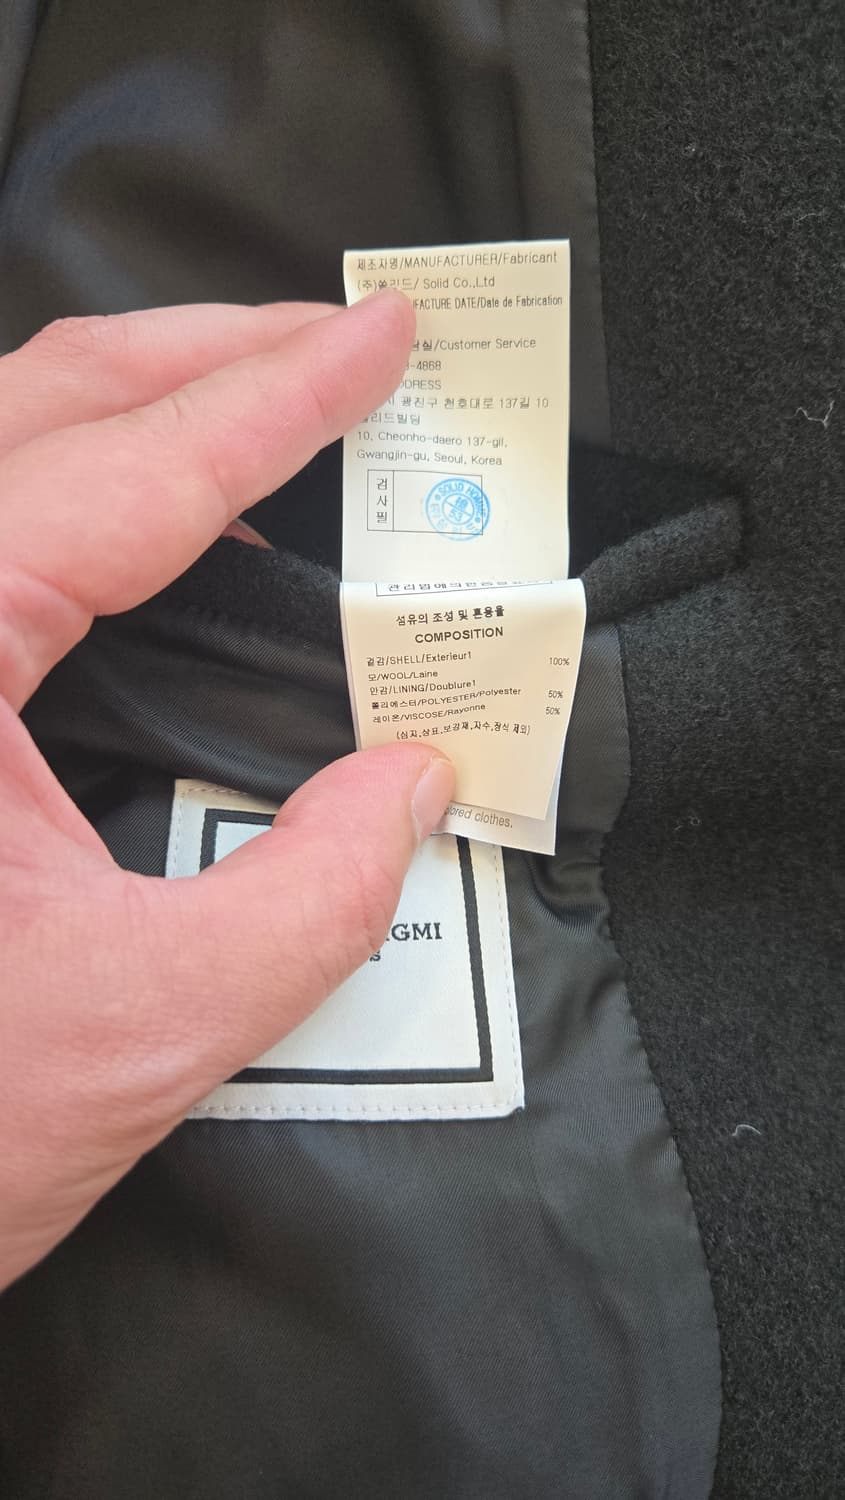 제조자명/MANUFACTURER/Fabricant
(주)쏠리드/ Solid Co.,Ltd
FACTURE DATE/Date de Fabrication
실/Customer Service
-4868
DRESS
시 광진구 천호대로 137길 10
리드빌딩
10, Cheonho-daero 137-gil,
Gwangjin-gu, Seoul, Korea
검사필
SOLID HOMME
섬유의 조성 및 혼용율
COMPOSITION
겉감/SHELL/Exterieur1
모/WOOL/Laine 100%
안감/LINING/Doublure1
폴리에스터/POLYESTER/Polyester 50%
레이온/VISCOSE/Rayonne 50%
(심지,상표,보강재,자수,장식 제외)
ored clothes.
GMI
S